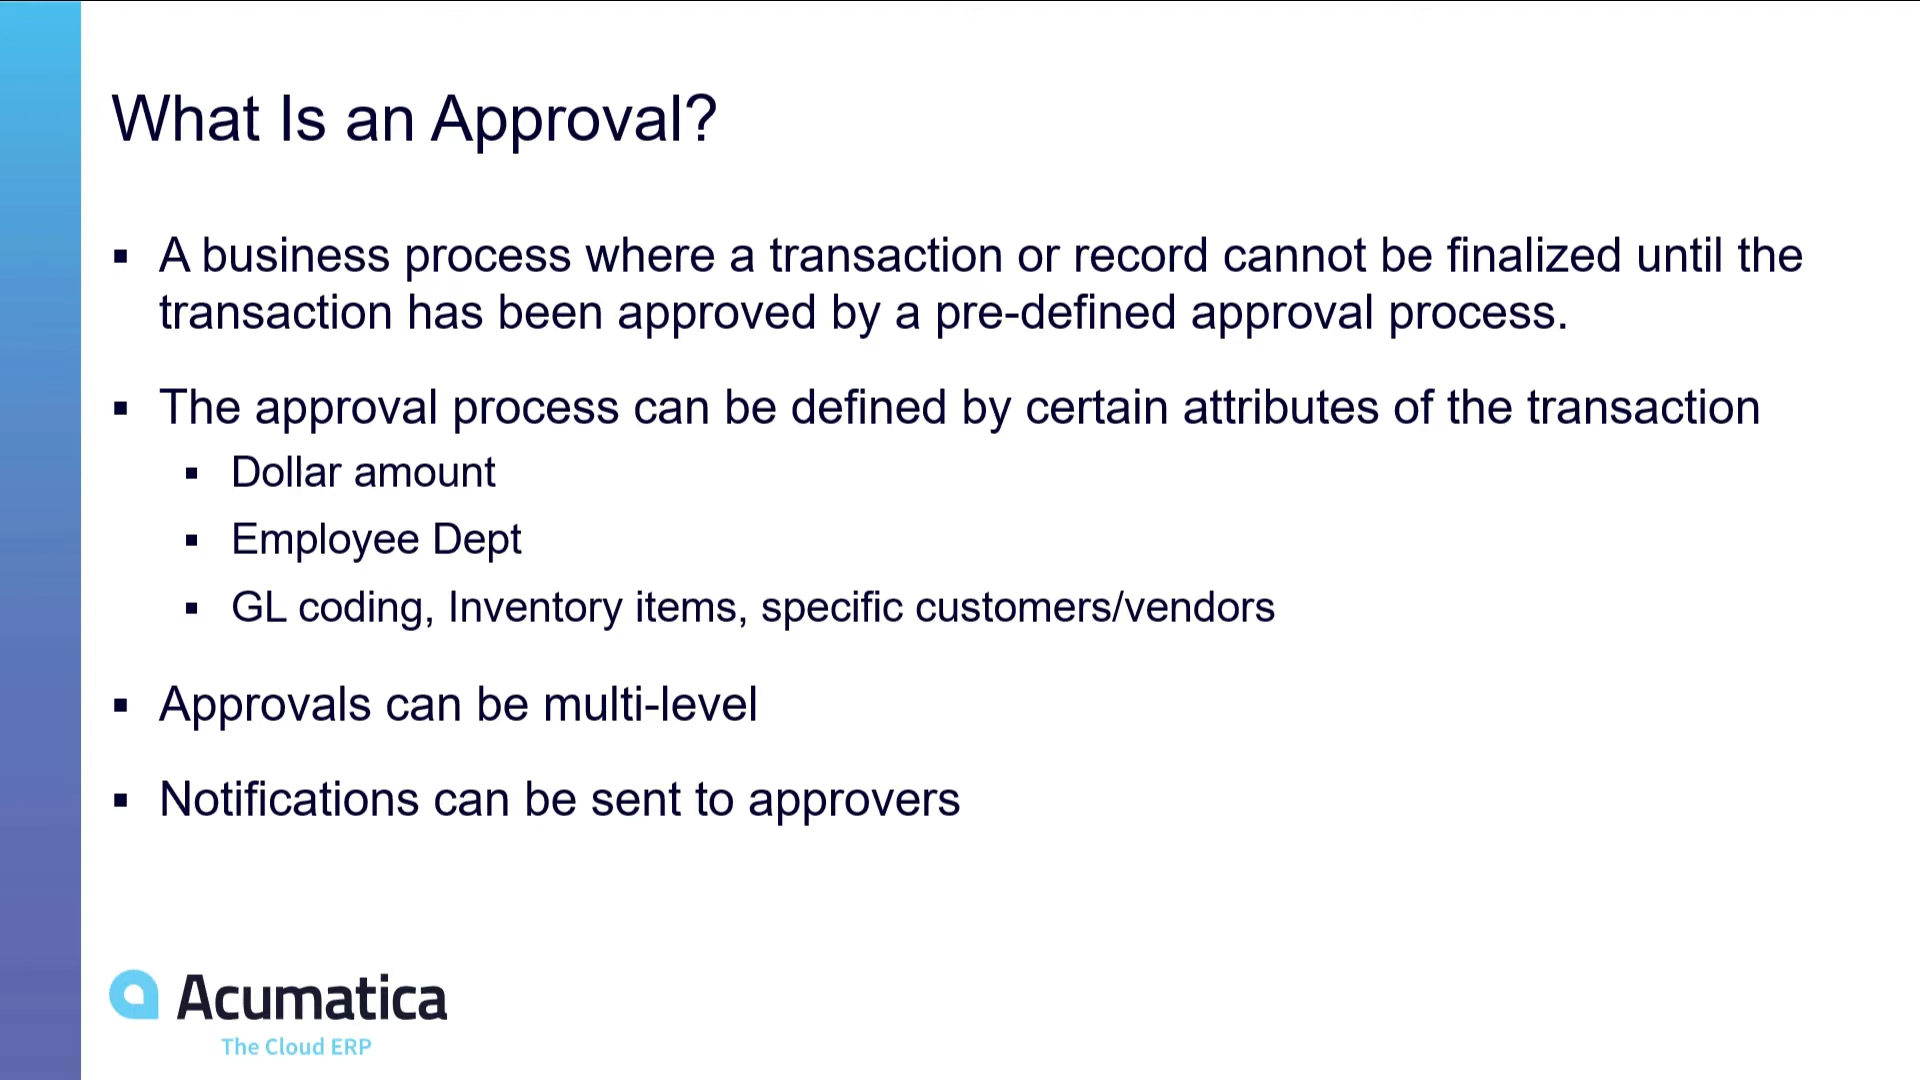 What Is an Approval?
▪ A business process where a transaction or record cannot be finalized until the
transaction has been approved by a pre-defined approval process.
▪ The approval process can be defined by certain attributes of the transaction
▪ Dollar amount
▪ Employee Dept
▪ GL coding, Inventory items, specific customers/vendors
▪ Approvals can be multi-level
▪ Notifications can be sent to approvers
Acumatica
The Cloud ERP